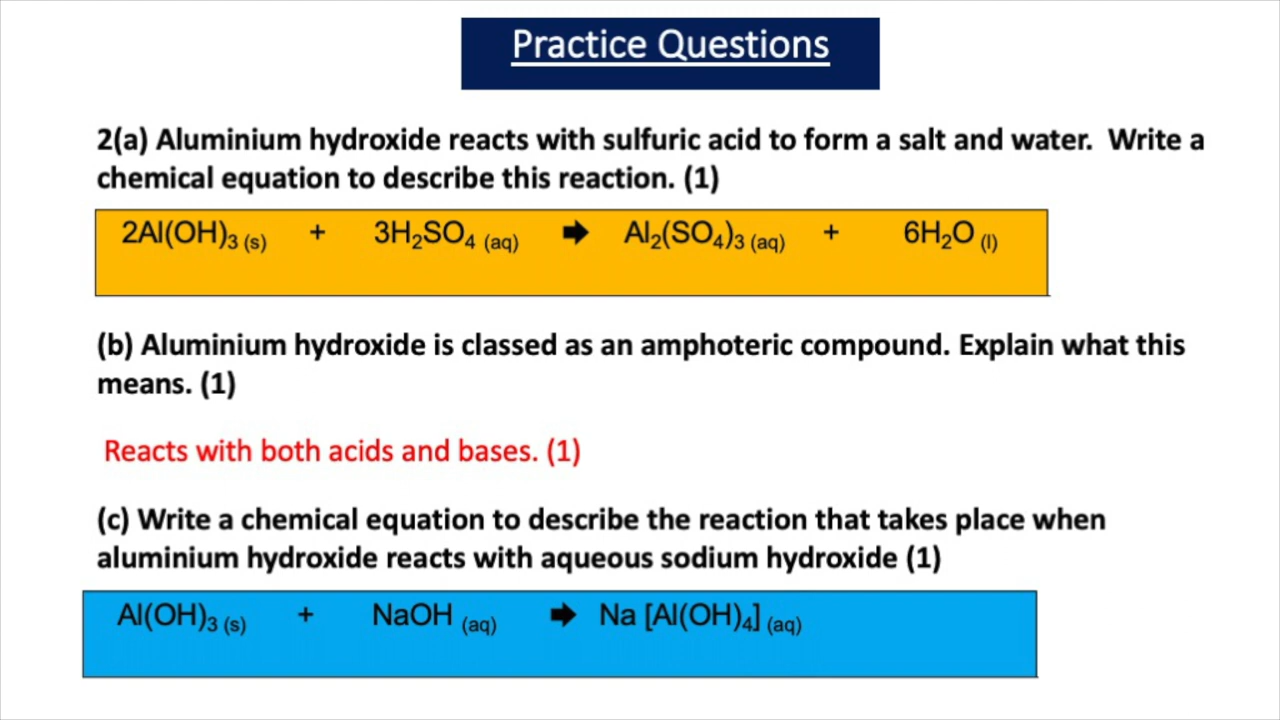 Practice Questions
2(a) Aluminium hydroxide reacts with sulfuric acid to form a salt and water. Write a
chemical equation to describe this reaction. (1)
2Al(OH)₃ (s) + 3H₂SO₄ (aq) 🡆 Al₂(SO₄)₃ (aq) + 6H₂O (l)
(b) Aluminium hydroxide is classed as an amphoteric compound. Explain what this
means. (1)
Reacts with both acids and bases. (1)
(c) Write a chemical equation to describe the reaction that takes place when
aluminium hydroxide reacts with aqueous sodium hydroxide (1)
Al(OH)₃ (s) + NaOH (aq) 🡆 Na [Al(OH)₄] (aq)